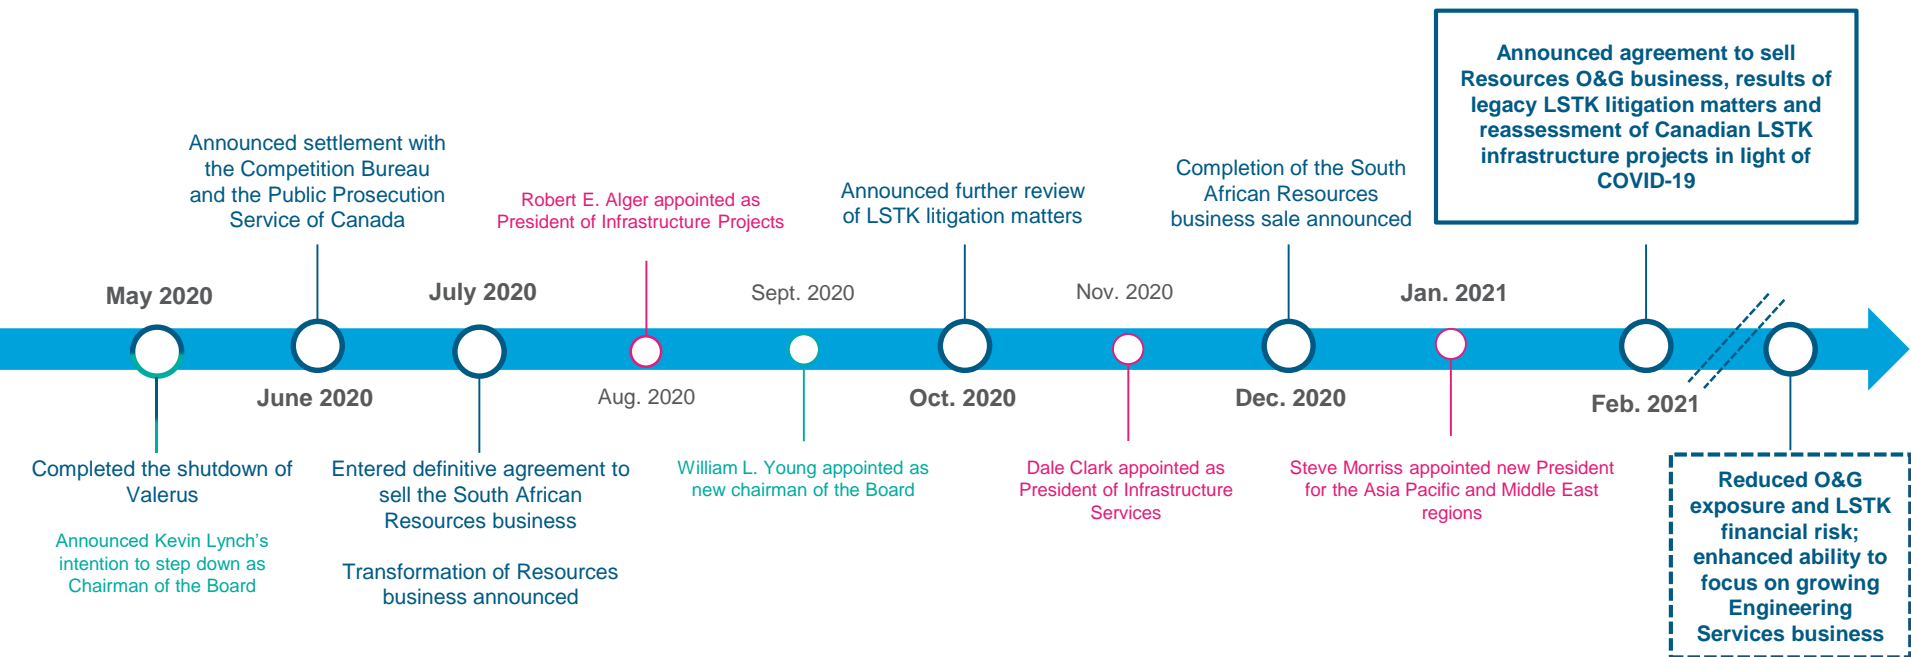 Announced agreement to sell
Resources O&G business, results of
legacy LSTK litigation matters and
reassessment of Canadian LSTK
infrastructure projects in light of
COVID-19
Announced settlement with
the Competition Bureau
and the Public Prosecution
Service of Canada
Robert E. Alger appointed as
President of Infrastructure Projects
Announced further review
of LSTK litigation matters
Completion of the South
African Resources
business sale announced
May 2020
July 2020
Sept. 2020
Nov. 2020
Jan. 2021
June 2020
Aug. 2020
Oct. 2020
Dec. 2020
Feb. 2021
Completed the shutdown of
Valerus
Announced Kevin Lynch's
intention to step down as
Chairman of the Board
Entered definitive agreement to
sell the South African
Resources business
Transformation of Resources
business announced
William L. Young appointed as
new chairman of the Board
Dale Clark appointed as
President of Infrastructure
Services
Steve Morriss appointed new President
for the Asia Pacific and Middle East
regions
Reduced O&G
exposure and LSTK
financial risk;
enhanced ability to
focus on growing
Engineering
Services business